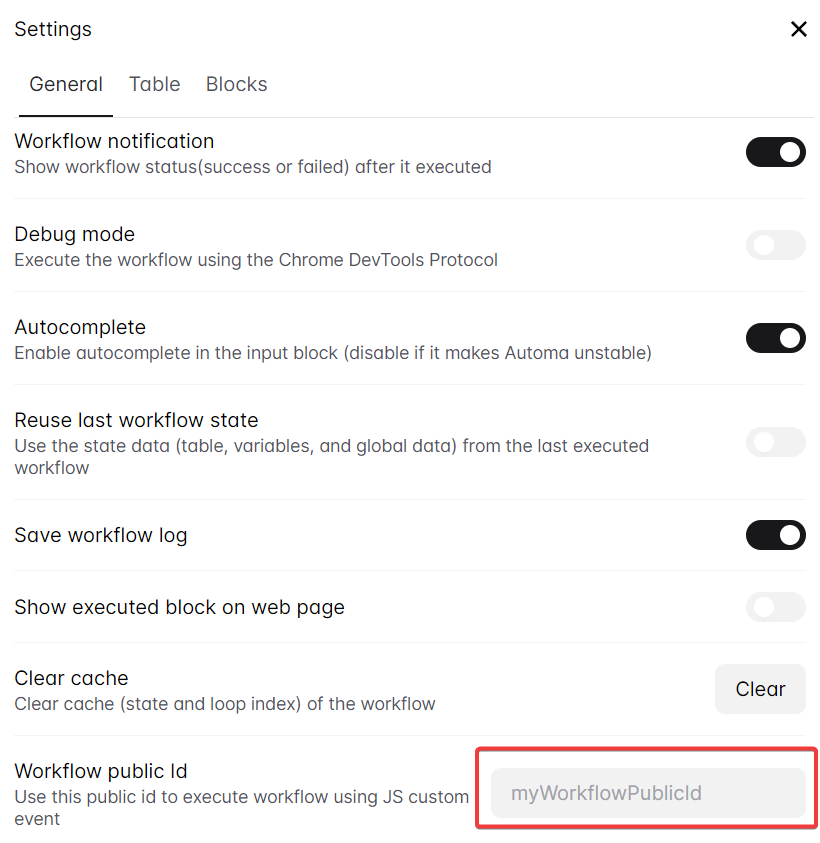 Settings
General Table Blocks
Workflow notification
Show workflow status(success or failed) after it executed
Debug mode
Execute the workflow using the Chrome DevTools Protocol
Autocomplete
Enable autocomplete in the input block (disable if it makes Automa unstable)
Reuse last workflow state
Use the state data (table, variables, and global data) from the last executed
workflow
Save workflow log
Show executed block on web page
Clear cache
Clear cache (state and loop index) of the workflow
Clear
Workflow public Id
Use this public id to execute workflow using JS custom
event
myWorkflowPublicId